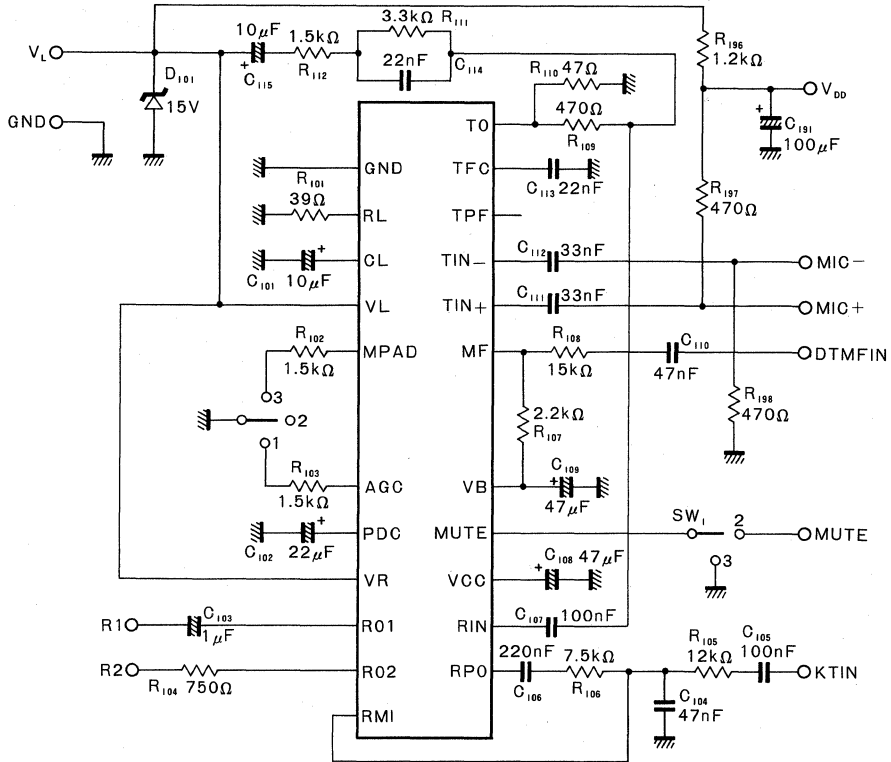 10μF
1.5kΩ
3.3kΩ R111
22nF
VL
+
C115
R112
C114
D101
15V
GND
R110 47Ω
470Ω
R109
R196
1.2kΩ
VDD
+
C191
100μF
R197
470Ω
TO
GND
TFC
C113 22nF
R101
39Ω
RL
TPF
CL
+
C101 10μF
TIN−
C112 33nF
MIC−
VL
TIN+
C111 33nF
MIC+
R102
1.5kΩ
MPAD
MF
R108
15kΩ
C110
47nF
DTMFIN
3
2
1
2.2kΩ
R107
R198
470Ω
R103
1.5kΩ
AGC
VB
+
C109
47μF
PDC
+
C102 22μF
MUTE
SW1
2
MUTE
3
VR
VCC
+
C108 47μF
R1
C103
1μF
RO1
RIN
C107 100nF
R2
R104 750Ω
RO2
RPO
220nF
C106
7.5kΩ
R106
R105
12kΩ
C105
100nF
KTIN
C104
47nF
RMI